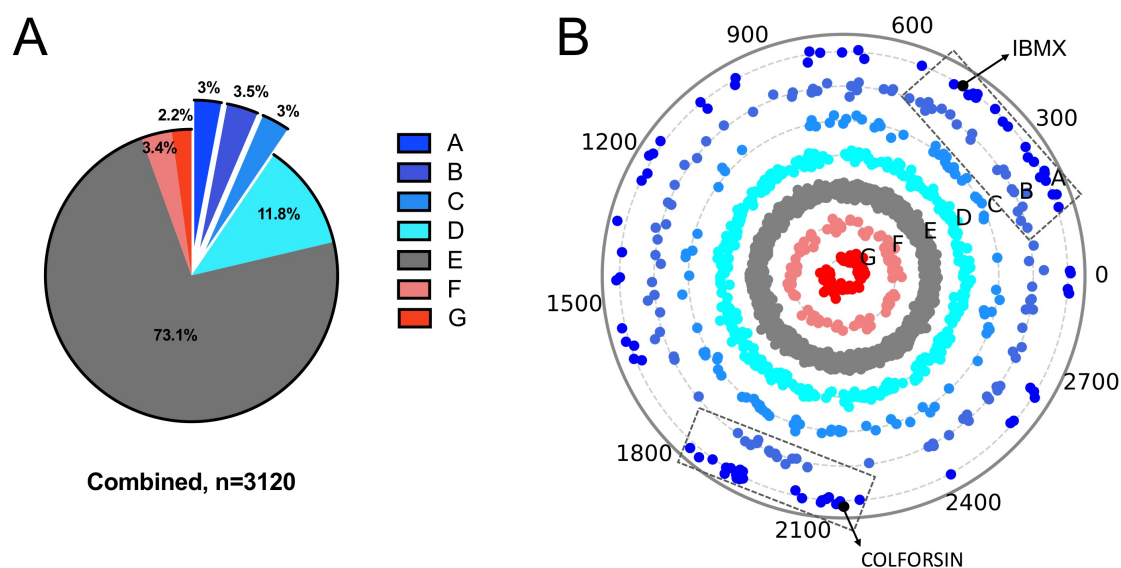 A
3%
3.5%
3%
2.2%
3.4%
11.8%
73.1%
A
B
C
D
E
F
G
Combined, n=3120
B
600
900
IBMX
300
1200
A
B
C
D
E
F
G
0
1500
2700
1800
2400
2100
COLFORSIN